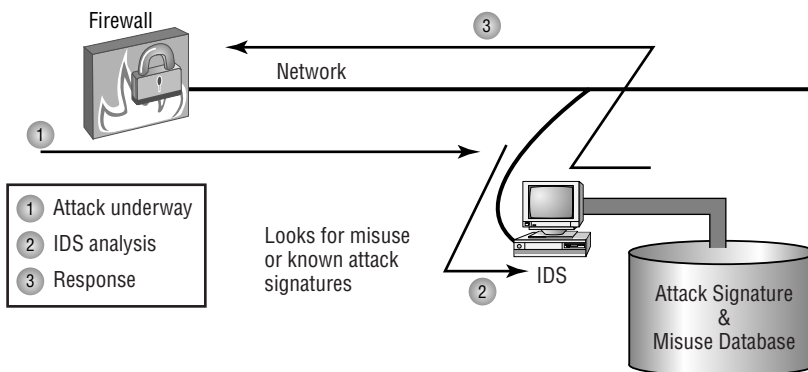 Firewall
3
Network
1
1 Attack underway
2 IDS analysis
3 Response
Looks for misuse
or known attack
signatures
2
IDS
Attack Signature
&
Misuse Database